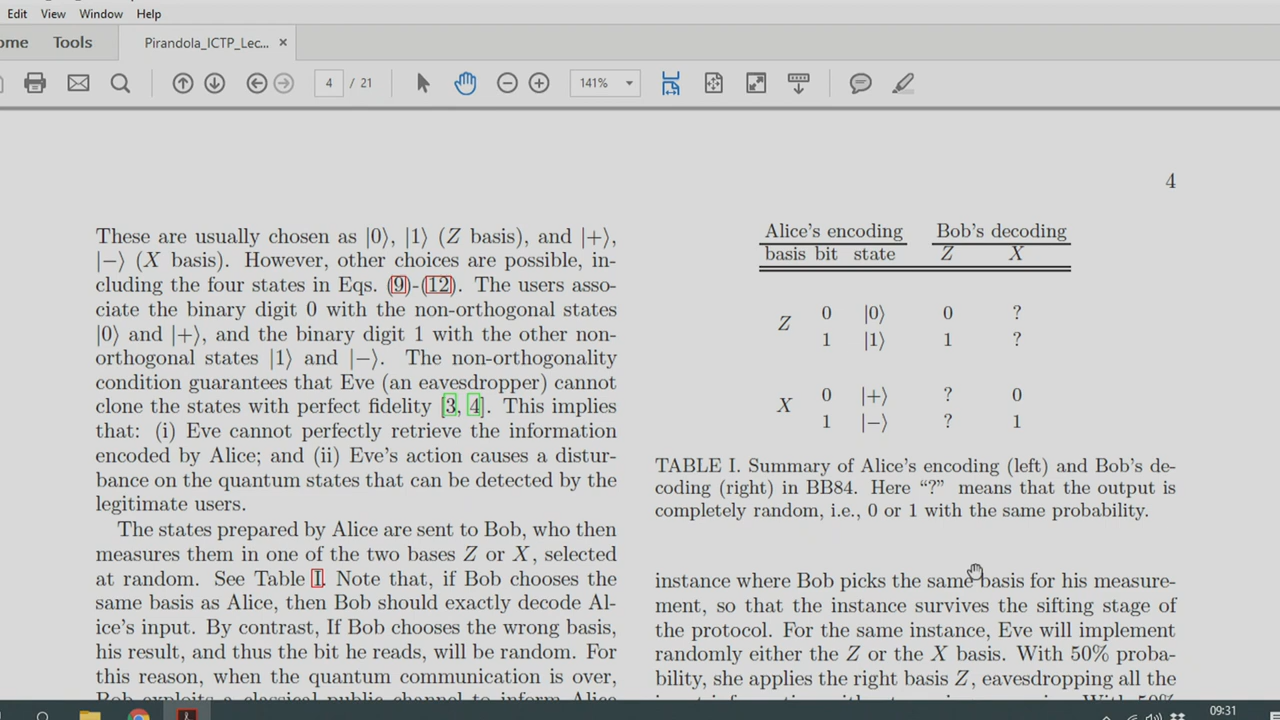 Edit View Window Help
ome Tools Pirandola_ICTP_Lec... ×
4 / 21 141%
4
These are usually chosen as |0⟩, |1⟩ (Z basis), and |+⟩,
|−⟩ (X basis). However, other choices are possible, in-
cluding the four states in Eqs. (9)-(12). The users asso-
ciate the binary digit 0 with the non-orthogonal states
|0⟩ and |+⟩, and the binary digit 1 with the other non-
orthogonal states |1⟩ and |−⟩. The non-orthogonality
condition guarantees that Eve (an eavesdropper) cannot
clone the states with perfect fidelity [3, 4]. This implies
that: (i) Eve cannot perfectly retrieve the information
encoded by Alice; and (ii) Eve's action causes a distur-
bance on the quantum states that can be detected by the
legitimate users.
The states prepared by Alice are sent to Bob, who then
measures them in one of the two bases Z or X, selected
at random. See Table I. Note that, if Bob chooses the
same basis as Alice, then Bob should exactly decode Al-
ice's input. By contrast, If Bob chooses the wrong basis,
his result, and thus the bit he reads, will be random. For
this reason, when the quantum communication is over,
Bob exploits a classical public channel to inform Alice
Alice's encoding Bob's decoding
basis bit state Z X
Z 0 |0⟩ 0 ?
1 |1⟩ 1 ?
X 0 |+⟩ ? 0
1 |−⟩ ? 1
TABLE I. Summary of Alice's encoding (left) and Bob's de-
coding (right) in BB84. Here “?” means that the output is
completely random, i.e., 0 or 1 with the same probability.
instance where Bob picks the same basis for his measure-
ment, so that the instance survives the sifting stage of
the protocol. For the same instance, Eve will implement
randomly either the Z or the X basis. With 50% proba-
bility, she applies the right basis Z, eavesdropping all the
With 50%
09:31